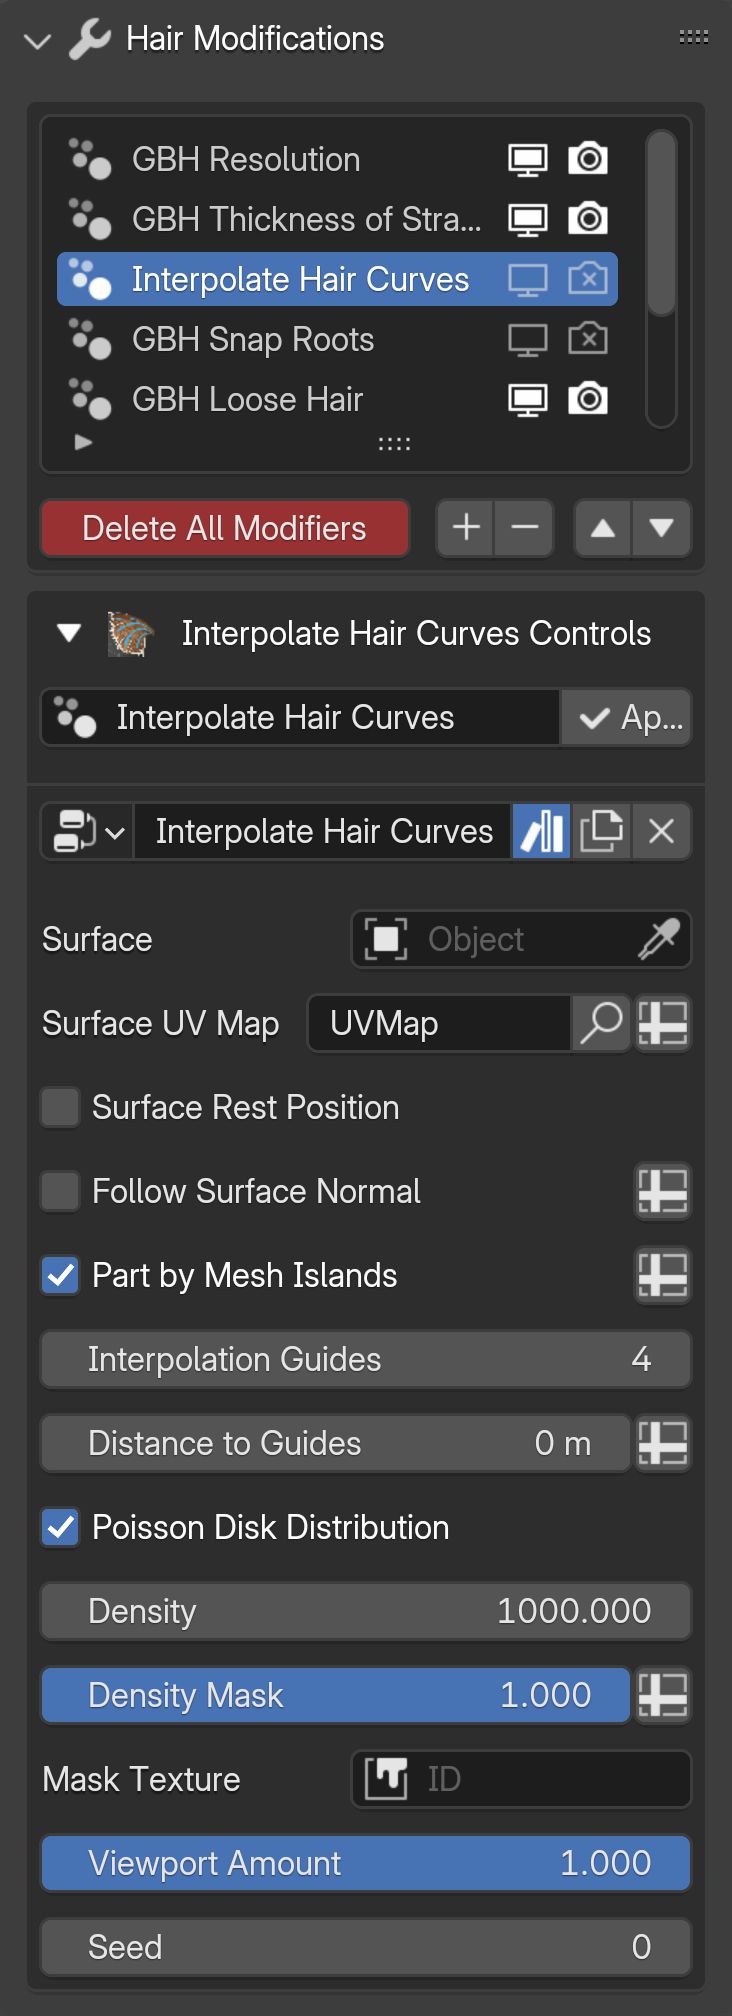 Hair Modifications
GBH Resolution
GBH Thickness of Stra...
Interpolate Hair Curves
GBH Snap Roots
GBH Loose Hair
Delete All Modifiers
Interpolate Hair Curves Controls
Interpolate Hair Curves Ap...
Interpolate Hair Curves
Surface Object
Surface UV Map UVMap
Surface Rest Position
Follow Surface Normal
Part by Mesh Islands
Interpolation Guides 4
Distance to Guides 0 m
Poisson Disk Distribution
Density 1000.000
Density Mask 1.000
Mask Texture ID
Viewport Amount 1.000
Seed 0